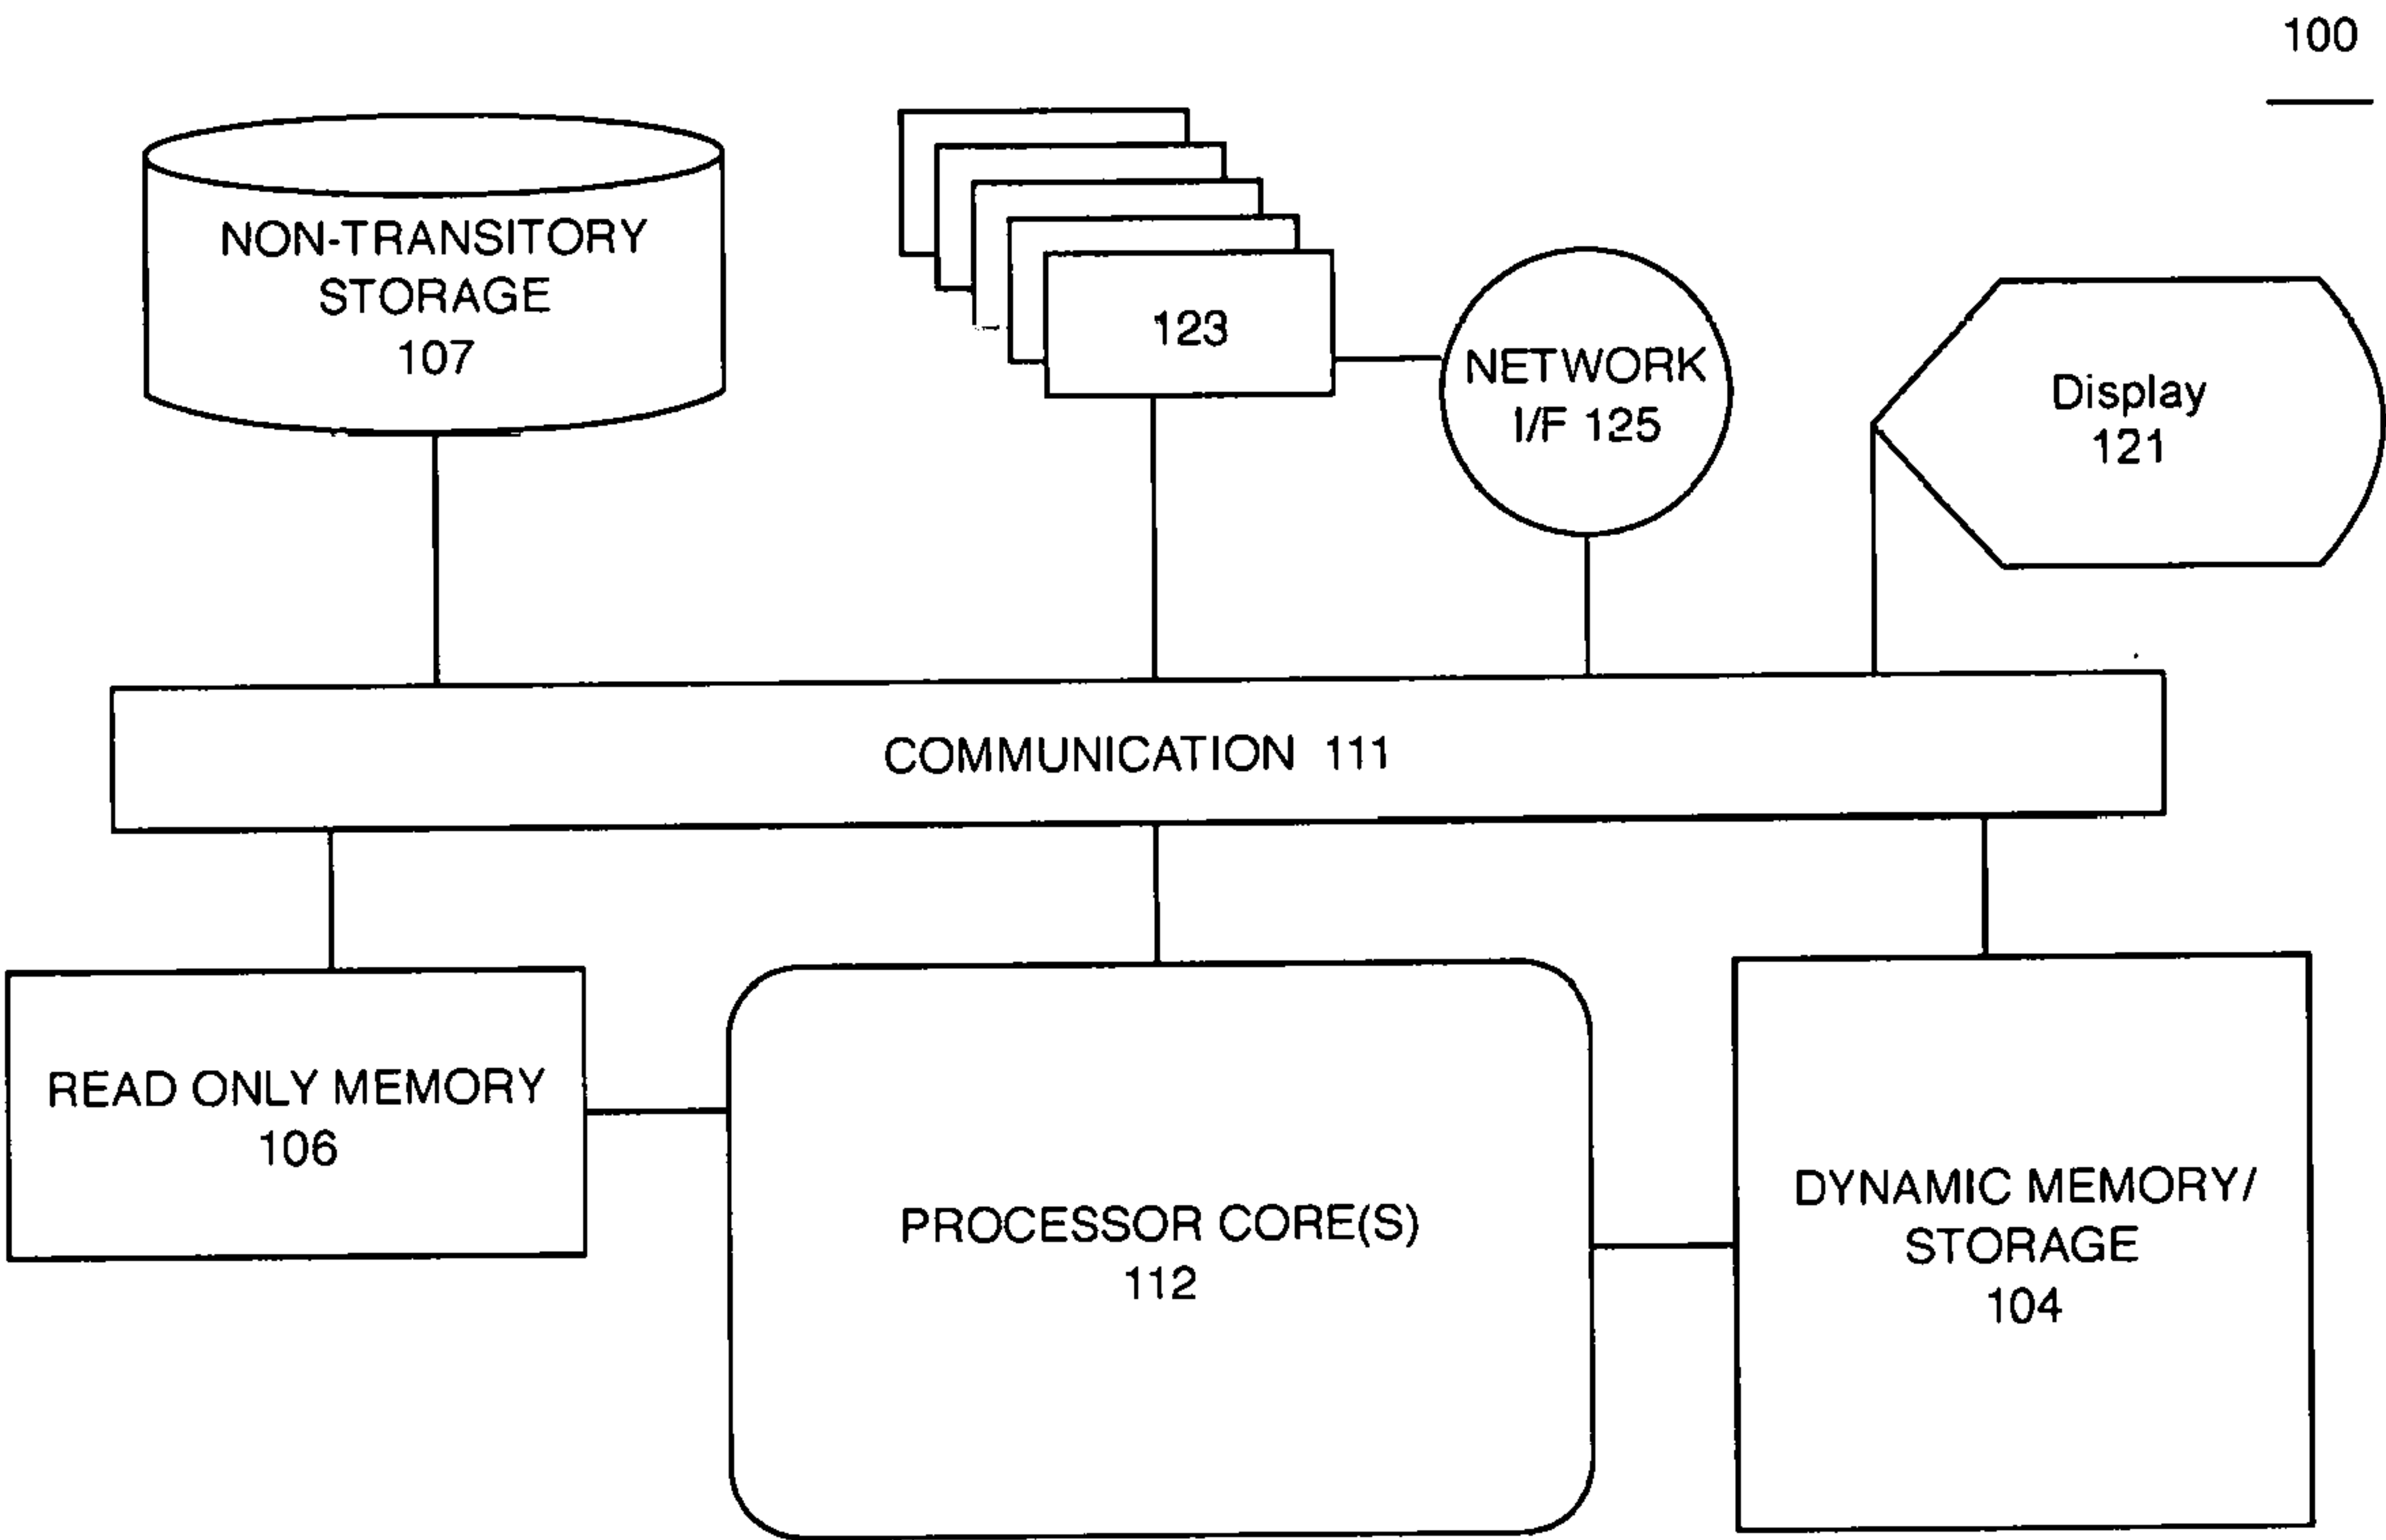 100
NON-TRANSITORY
STORAGE
107
123
NETWORK
I/F 125
Display
121
COMMUNICATION 111
READ ONLY MEMORY
106
PROCESSOR CORE(S)
112
DYNAMIC MEMORY/
STORAGE
104